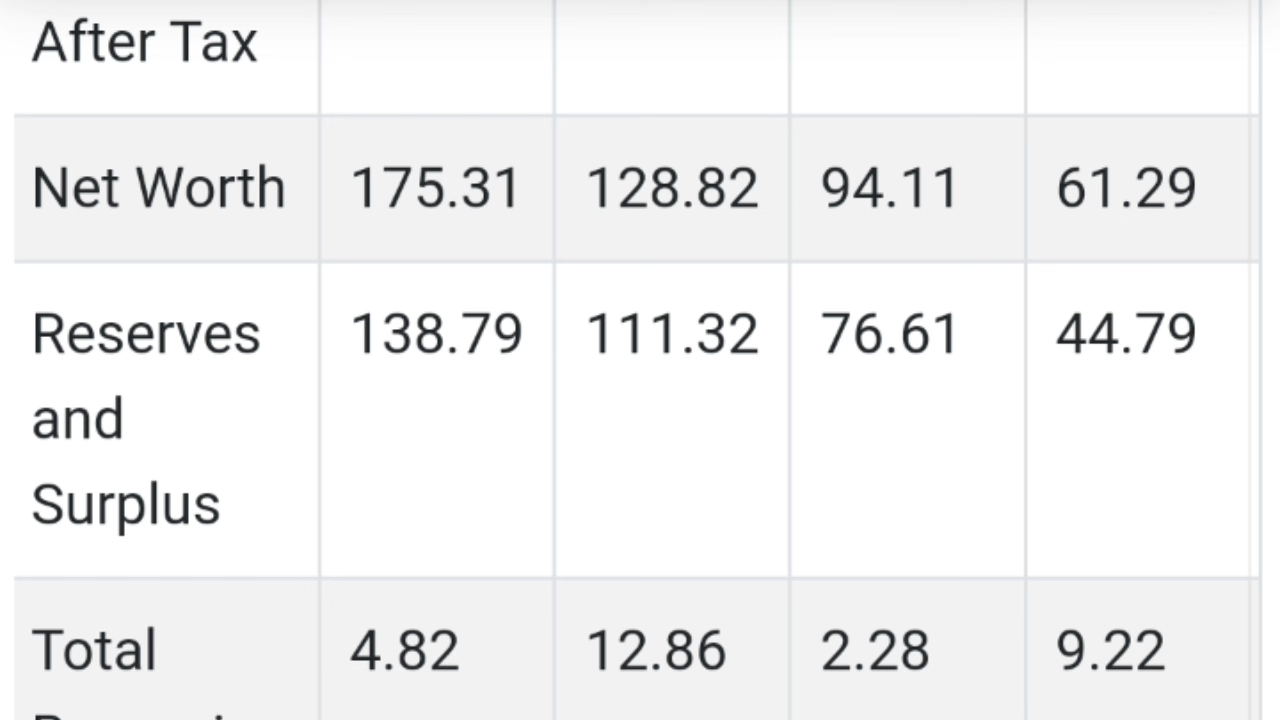 After Tax
Net Worth 175.31 128.82 94.11 61.29
Reserves 138.79 111.32 76.61 44.79
and
Surplus
Total 4.82 12.86 2.28 9.22